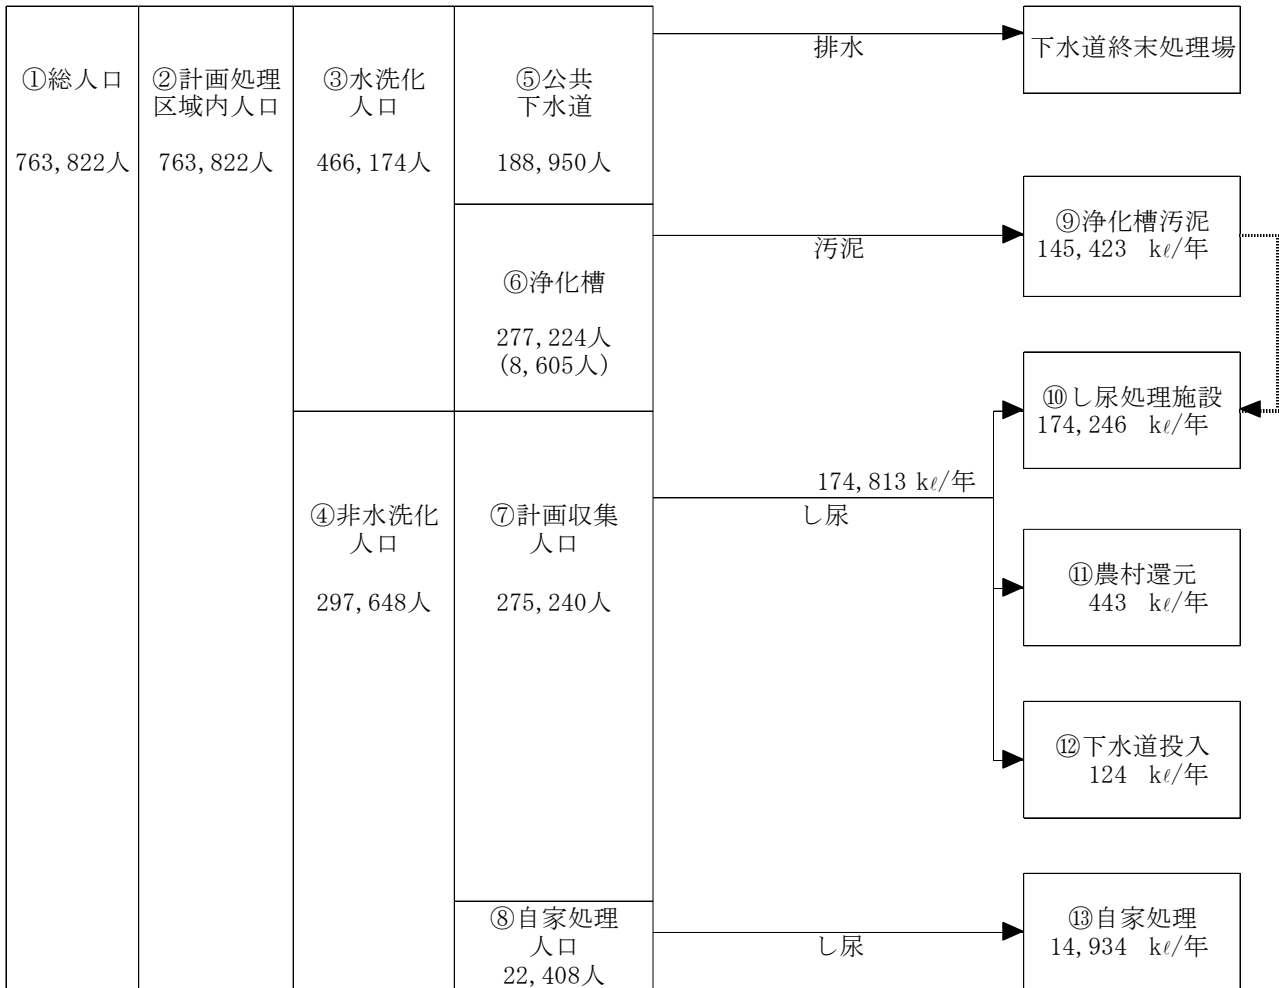 ①総人口
763,822人
②計画処理
区域内人口
763,822人
③水洗化
人口
466,174人
④非水洗化
人口
297,648人
⑤公共
下水道
188,950人
⑥浄化槽
277,224人
(8,605人)
⑦計画収集
人口
275,240人
⑧自家処理
人口
22,408人
排水
汚泥
174,813 kℓ/年
し尿
し尿
下水道終末処理場
⑨浄化槽汚泥
145,423 kℓ/年
⑩し尿処理施設
174,246 kℓ/年
⑪農村還元
443 kℓ/年
⑫下水道投入
124 kℓ/年
⑬自家処理
14,934 kℓ/年